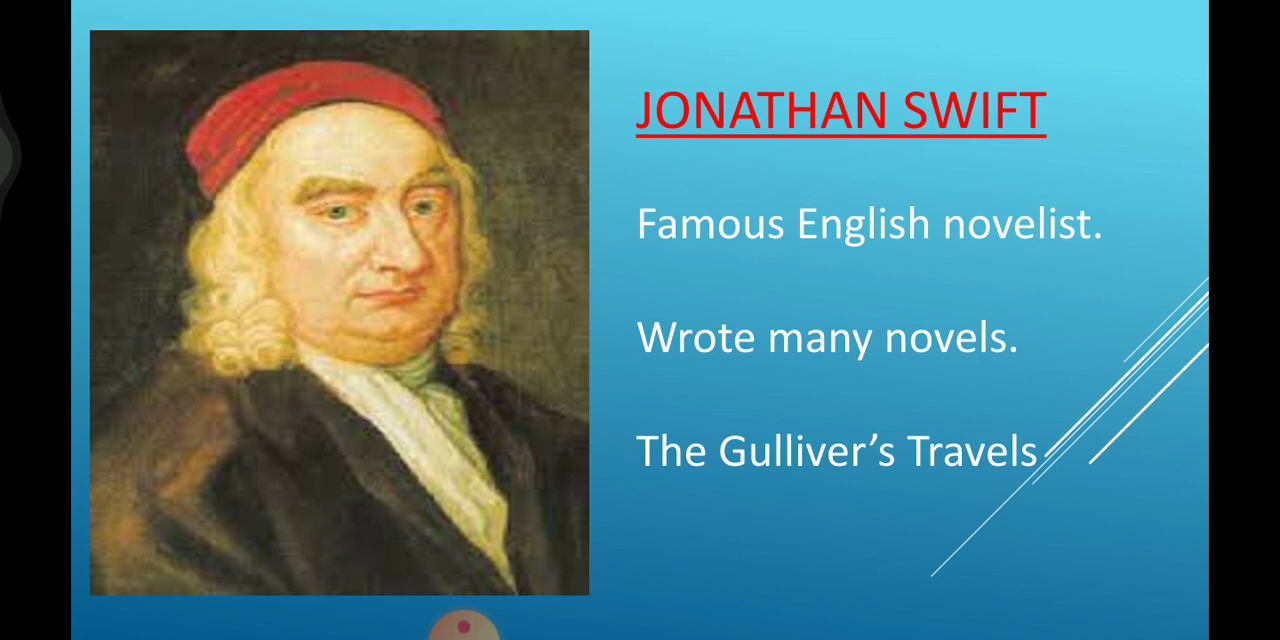 JONATHAN SWIFT
Famous English novelist.
Wrote many novels.
The Gulliver’s Travels